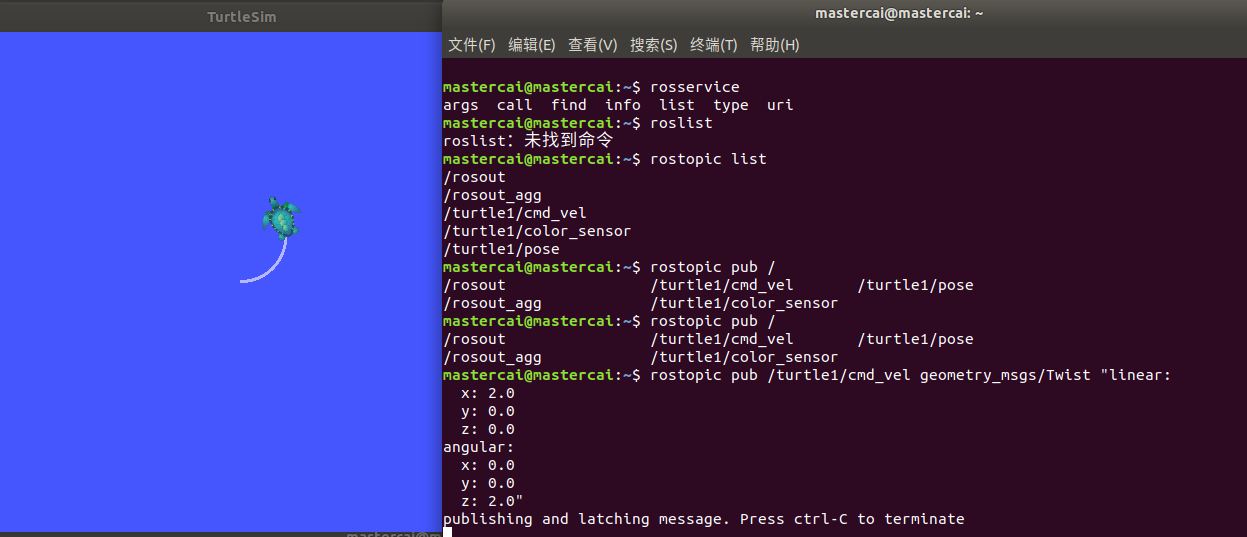 TurtleSim
mastercai@mastercai: ~
文件(F) 编辑(E) 查看(V) 搜索(S) 终端(T) 帮助(H)
mastercai@mastercai:~$ rosservice
args call find info list type uri
mastercai@mastercai:~$ roslist
roslist：未找到命令
mastercai@mastercai:~$ rostopic list
/rosout
/rosout_agg
/turtle1/cmd_vel
/turtle1/color_sensor
/turtle1/pose
mastercai@mastercai:~$ rostopic pub /
/rosout /turtle1/cmd_vel /turtle1/pose
/rosout_agg /turtle1/color_sensor
mastercai@mastercai:~$ rostopic pub /
/rosout /turtle1/cmd_vel /turtle1/pose
/rosout_agg /turtle1/color_sensor
mastercai@mastercai:~$ rostopic pub /turtle1/cmd_vel geometry_msgs/Twist "linear:
x: 2.0
y: 0.0
z: 0.0
angular:
x: 0.0
y: 0.0
z: 2.0"
publishing and latching message. Press ctrl-C to terminate